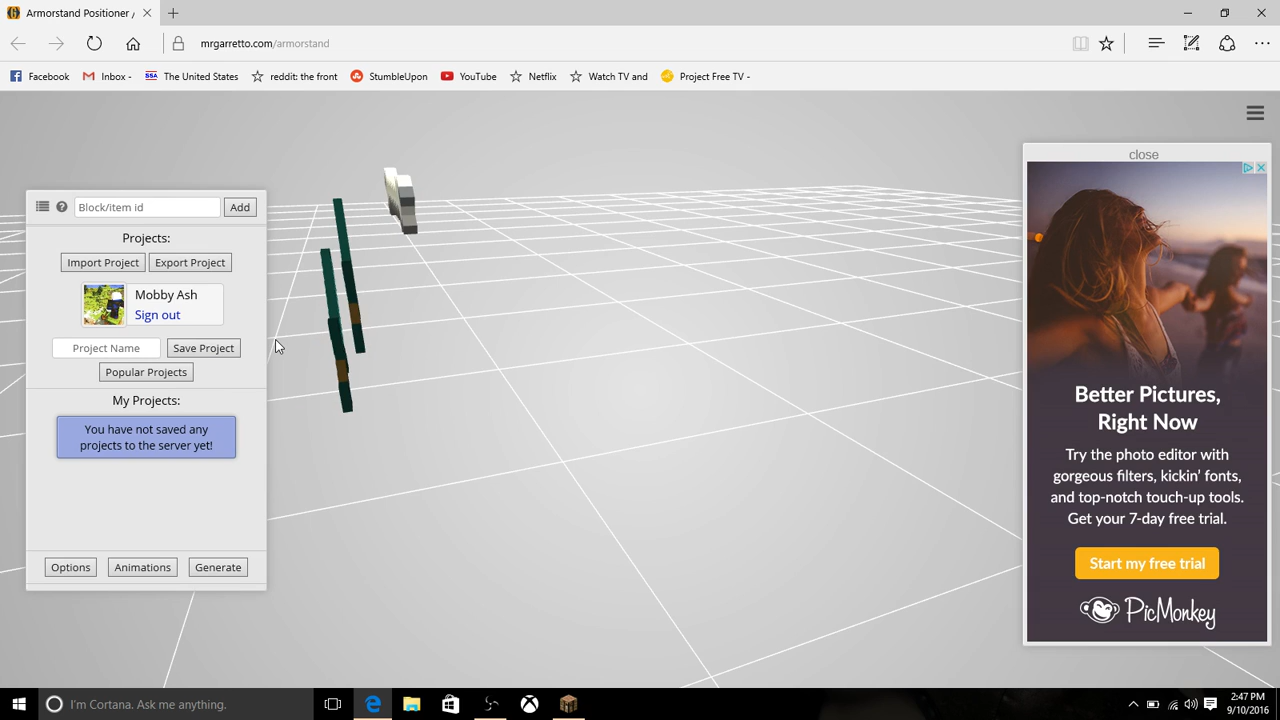 Armorstand Positioner /
mrgarretto.com/armorstand
Facebook
Inbox -
SSA
The United States
reddit: the front
StumbleUpon
YouTube
Netflix
Watch TV and
Project Free TV -
Block/Item id
Add
Projects:
Import Project
Export Project
Mobby Ash
Sign out
Project Name
Save Project
Popular Projects
My Projects:
You have not saved any
projects to the server yet!
Options
Animations
Generate
close
Better Pictures,
Right Now
Try the photo editor with
gorgeous filters, kickin' fonts,
and top-notch touch-up tools.
Get your 7-day free trial.
Start my free trial
PicMonkey
I'm Cortana. Ask me anything.
2:47 PM
9/10/2016